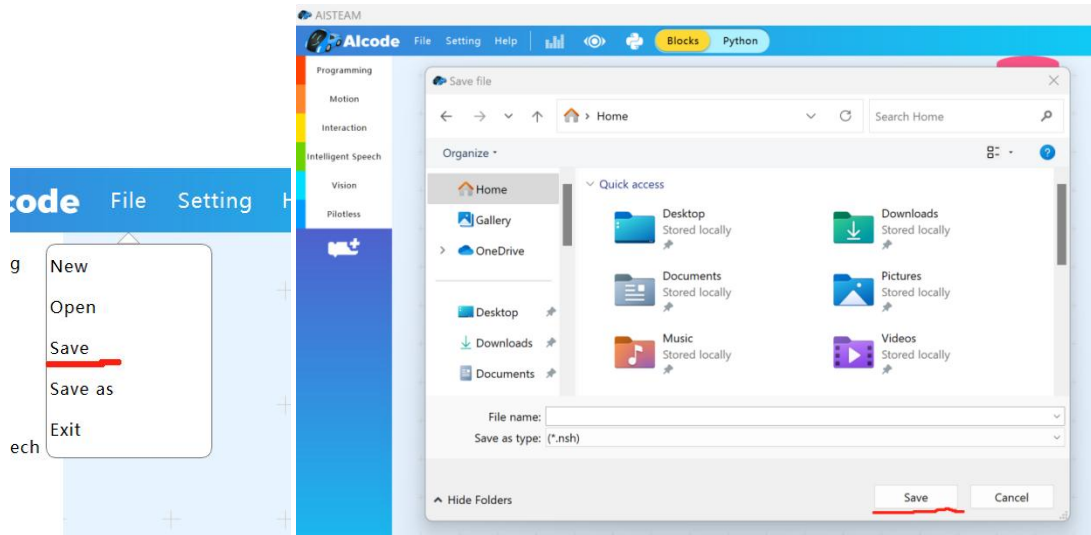 code File Setting H
g
New
Open
Save
Save as
Exit
ech
AISTEAM
AIcode File Setting Help Blocks Python
Programming
Motion
Interaction
Intelligent Speech
Vision
Pilotless
Save file
Home
Search Home
Organize
Home
Gallery
OneDrive
Desktop
Downloads
Documents
Quick access
Desktop
Stored locally
Downloads
Stored locally
Documents
Stored locally
Pictures
Stored locally
Music
Stored locally
Videos
Stored locally
File name:
Save as type: (*.nsh)
Hide Folders
Save
Cancel